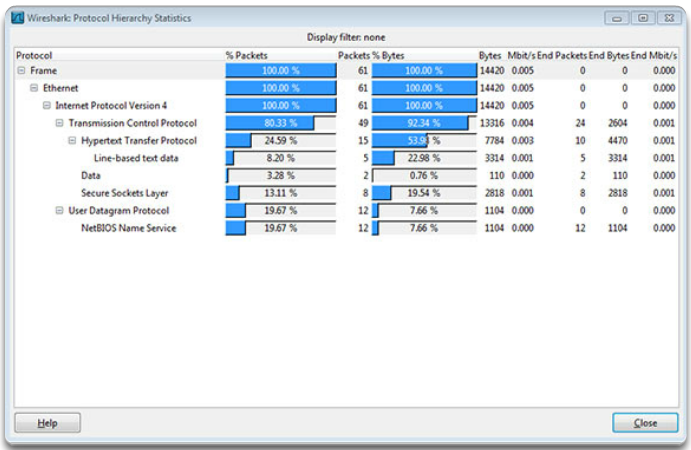 Wireshark: Protocol Hierarchy Statistics
Display filter: none
Protocol % Packets Packets % Bytes Bytes Mbit/s End Packets End Bytes End Mbit/s
Frame 100.00 % 61 100.00 % 14420 0.005 0 0 0.000
Ethernet 100.00 % 61 100.00 % 14420 0.005 0 0 0.000
Internet Protocol Version 4 100.00 % 61 100.00 % 14420 0.005 0 0 0.000
Transmission Control Protocol 80.33 % 49 92.34 % 13316 0.004 24 2604 0.001
Hypertext Transfer Protocol 24.59 % 15 53.98 % 7784 0.003 10 4470 0.001
Line-based text data 8.20 % 5 22.98 % 3314 0.001 5 3314 0.001
Data 3.28 % 2 0.76 % 110 0.000 2 110 0.000
Secure Sockets Layer 13.11 % 8 19.54 % 2818 0.001 8 2818 0.001
User Datagram Protocol 19.67 % 12 7.66 % 1104 0.000 0 0 0.000
NetBIOS Name Service 19.67 % 12 7.66 % 1104 0.000 12 1104 0.000
Help Close